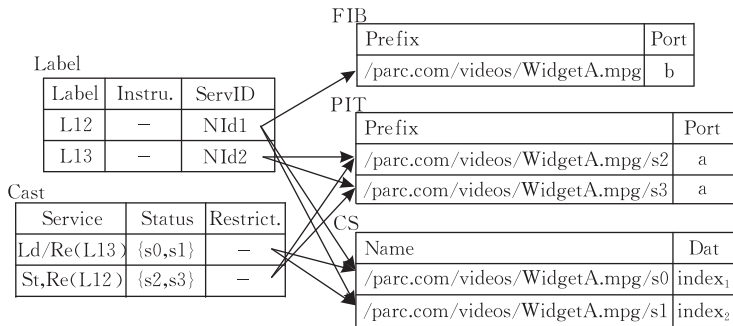 FIB
Prefix Port
/parc.com/videos/WidgetA.mpg b
Label
Label Instru. ServID
L12 − NId1
L13 − NId2
PIT
Prefix Port
/parc.com/videos/WidgetA.mpg/s2 a
/parc.com/videos/WidgetA.mpg/s3 a
Cast
Service Status Restrict.
Ld/Re(L13) {s0,s1} −
St,Re(L12) {s2,s3} −
CS
Name Dat
/parc.com/videos/WidgetA.mpg/s0 index₁
/parc.com/videos/WidgetA.mpg/s1 index₂